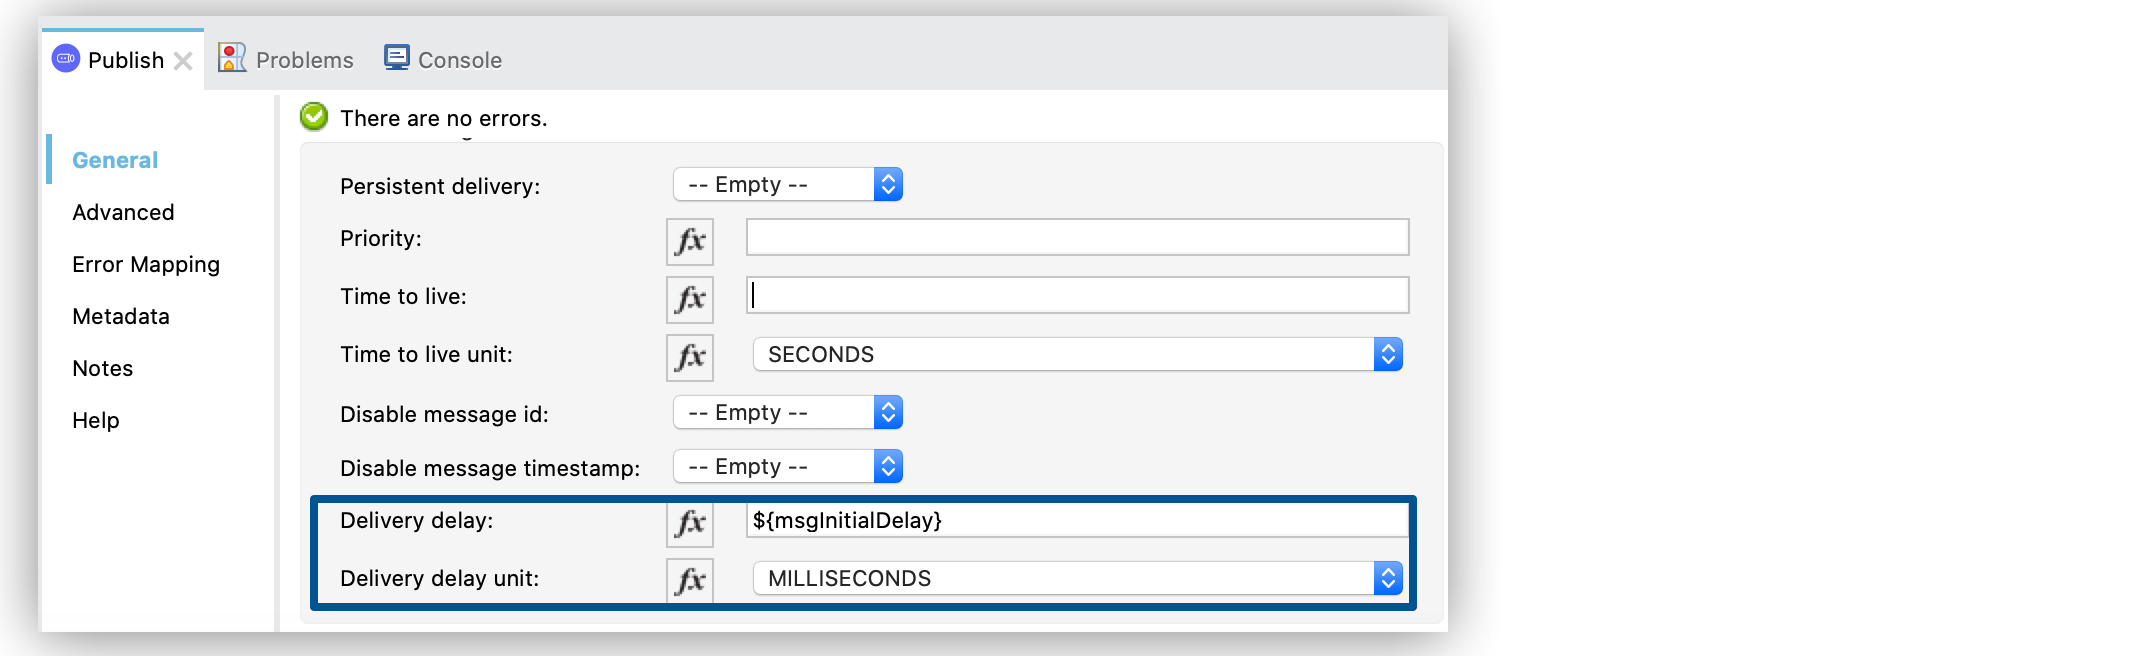 Publish
Problems
Console
There are no errors.
General
Advanced
Error Mapping
Metadata
Notes
Help
Persistent delivery: -- Empty --
Priority: fx
Time to live: fx
Time to live unit: fx SECONDS
Disable message id: -- Empty --
Disable message timestamp: -- Empty --
Delivery delay: fx ${msgInitialDelay}
Delivery delay unit: fx MILLISECONDS